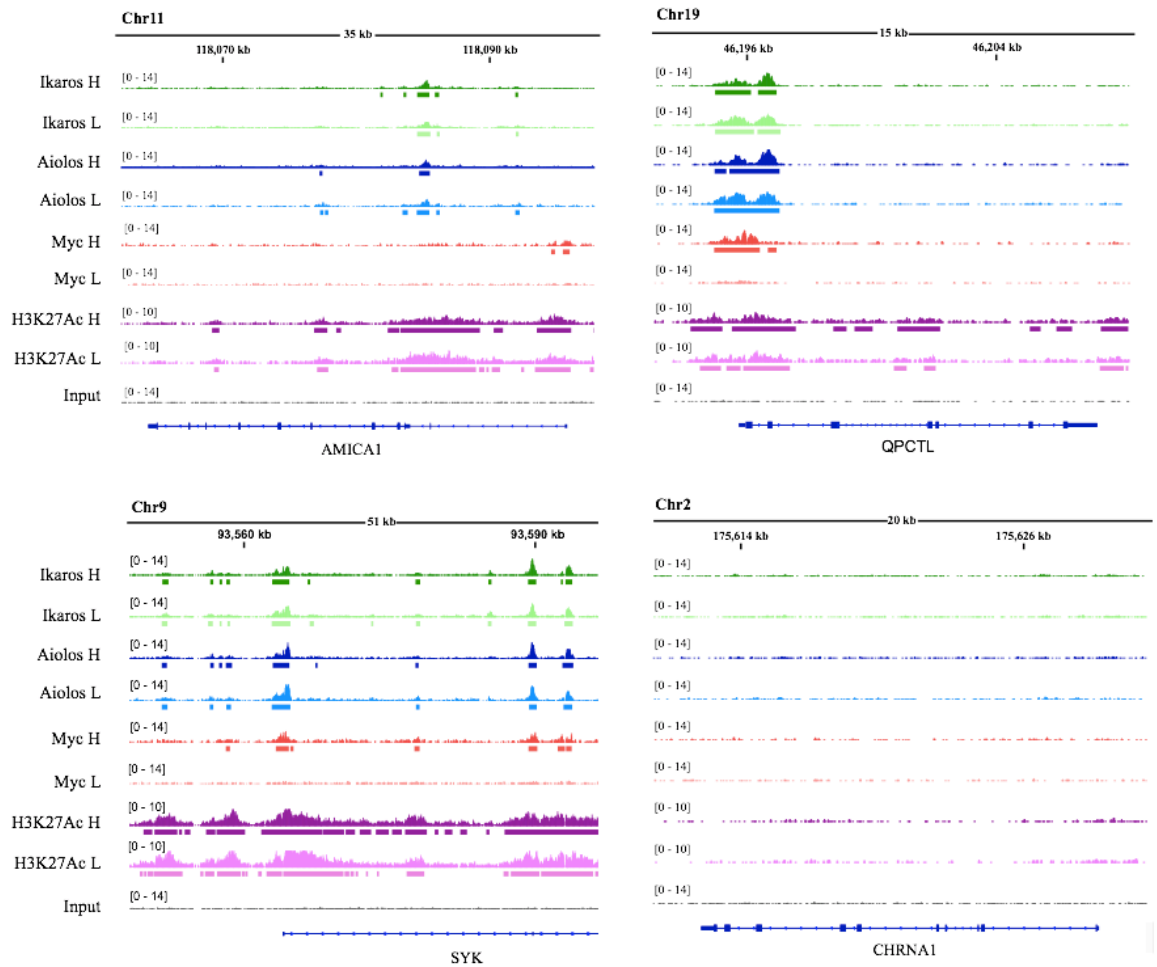 Chr11
35 kb
118,070 kb 118,090 kb
Ikaros H [0 - 14]
Ikaros L [0 - 14]
Aiolos H [0 - 14]
Aiolos L [0 - 14]
Myc H [0 - 14]
Myc L [0 - 14]
H3K27Ac H [0 - 10]
H3K27Ac L [0 - 10]
Input [0 - 14]
AMICA1
Chr19
15 kb
46,196 kb 46,204 kb
[0 - 14]
[0 - 14]
[0 - 14]
[0 - 14]
[0 - 14]
[0 - 14]
[0 - 10]
[0 - 10]
[0 - 14]
QPCTL
Chr9
51 kb
93,560 kb 93,590 kb
Ikaros H [0 - 14]
Ikaros L [0 - 14]
Aiolos H [0 - 14]
Aiolos L [0 - 14]
Myc H [0 - 14]
Myc L [0 - 14]
H3K27Ac H [0 - 10]
H3K27Ac L [0 - 10]
Input [0 - 14]
SYK
Chr2
20 kb
175,614 kb 175,626 kb
[0 - 14]
[0 - 14]
[0 - 14]
[0 - 14]
[0 - 14]
[0 - 14]
[0 - 10]
[0 - 10]
[0 - 14]
CHRNA1